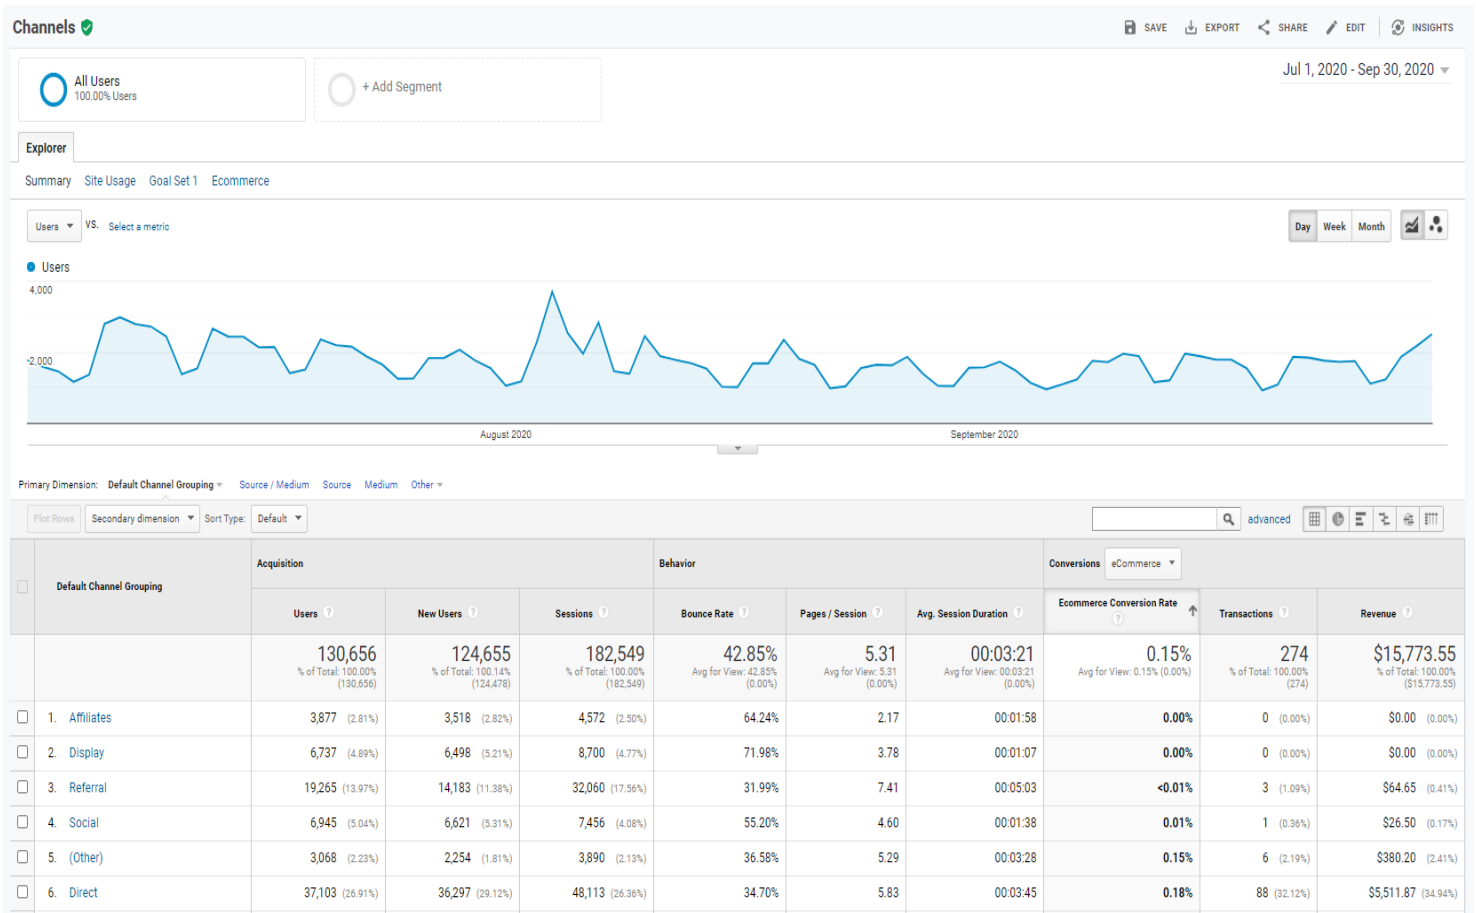 Channels
SAVE EXPORT SHARE EDIT INSIGHTS
All Users
100.00% Users
+ Add Segment
Jul 1, 2020 - Sep 30, 2020
Explorer
Summary Site Usage Goal Set 1 Ecommerce
Users VS. Select a metric
Day Week Month
Users
4,000
2,000
August 2020 September 2020
Primary Dimension: Default Channel Grouping Source / Medium Source Medium Other
Plot Rows Secondary dimension Sort Type: Default advanced
Default Channel Grouping
Acquisition Behavior Conversions eCommerce
Users ? New Users ? Sessions ? Bounce Rate ? Pages / Session ? Avg. Session Duration ? Ecommerce Conversion Rate ? Transactions ? Revenue ?
130,656 124,655 182,549 42.85% 5.31 00:03:21 0.15% 274 $15,773.55
% of Total: 100.00% % of Total: 100.14% % of Total: 100.00% Avg for View: 42.85% Avg for View: 5.31 Avg for View: 00:03:21 Avg for View: 0.15% (0.00%) % of Total: 100.00% % of Total: 100.00%
(130,656) (124,478) (182,549) (0.00%) (0.00%) (0.00%) (274) ($15,773.55)
1. Affiliates 3,877 (2.81%) 3,518 (2.82%) 4,572 (2.50%) 64.24% 2.17 00:01:58 0.00% 0 (0.00%) $0.00 (0.00%)
2. Display 6,737 (4.89%) 6,498 (5.21%) 8,700 (4.77%) 71.98% 3.78 00:01:07 0.00% 0 (0.00%) $0.00 (0.00%)
3. Referral 19,265 (13.97%) 14,183 (11.38%) 32,060 (17.56%) 31.99% 7.41 00:05:03 <0.01% 3 (1.09%) $64.65 (0.41%)
4. Social 6,945 (5.04%) 6,621 (5.31%) 7,456 (4.08%) 55.20% 4.60 00:01:38 0.01% 1 (0.36%) $26.50 (0.17%)
5. (Other) 3,068 (2.23%) 2,254 (1.81%) 3,890 (2.13%) 36.58% 5.29 00:03:28 0.15% 6 (2.19%) $380.20 (2.41%)
6. Direct 37,103 (26.91%) 36,297 (29.12%) 48,113 (26.36%) 34.70% 5.83 00:03:45 0.18% 88 (32.12%) $5,511.87 (34.94%)